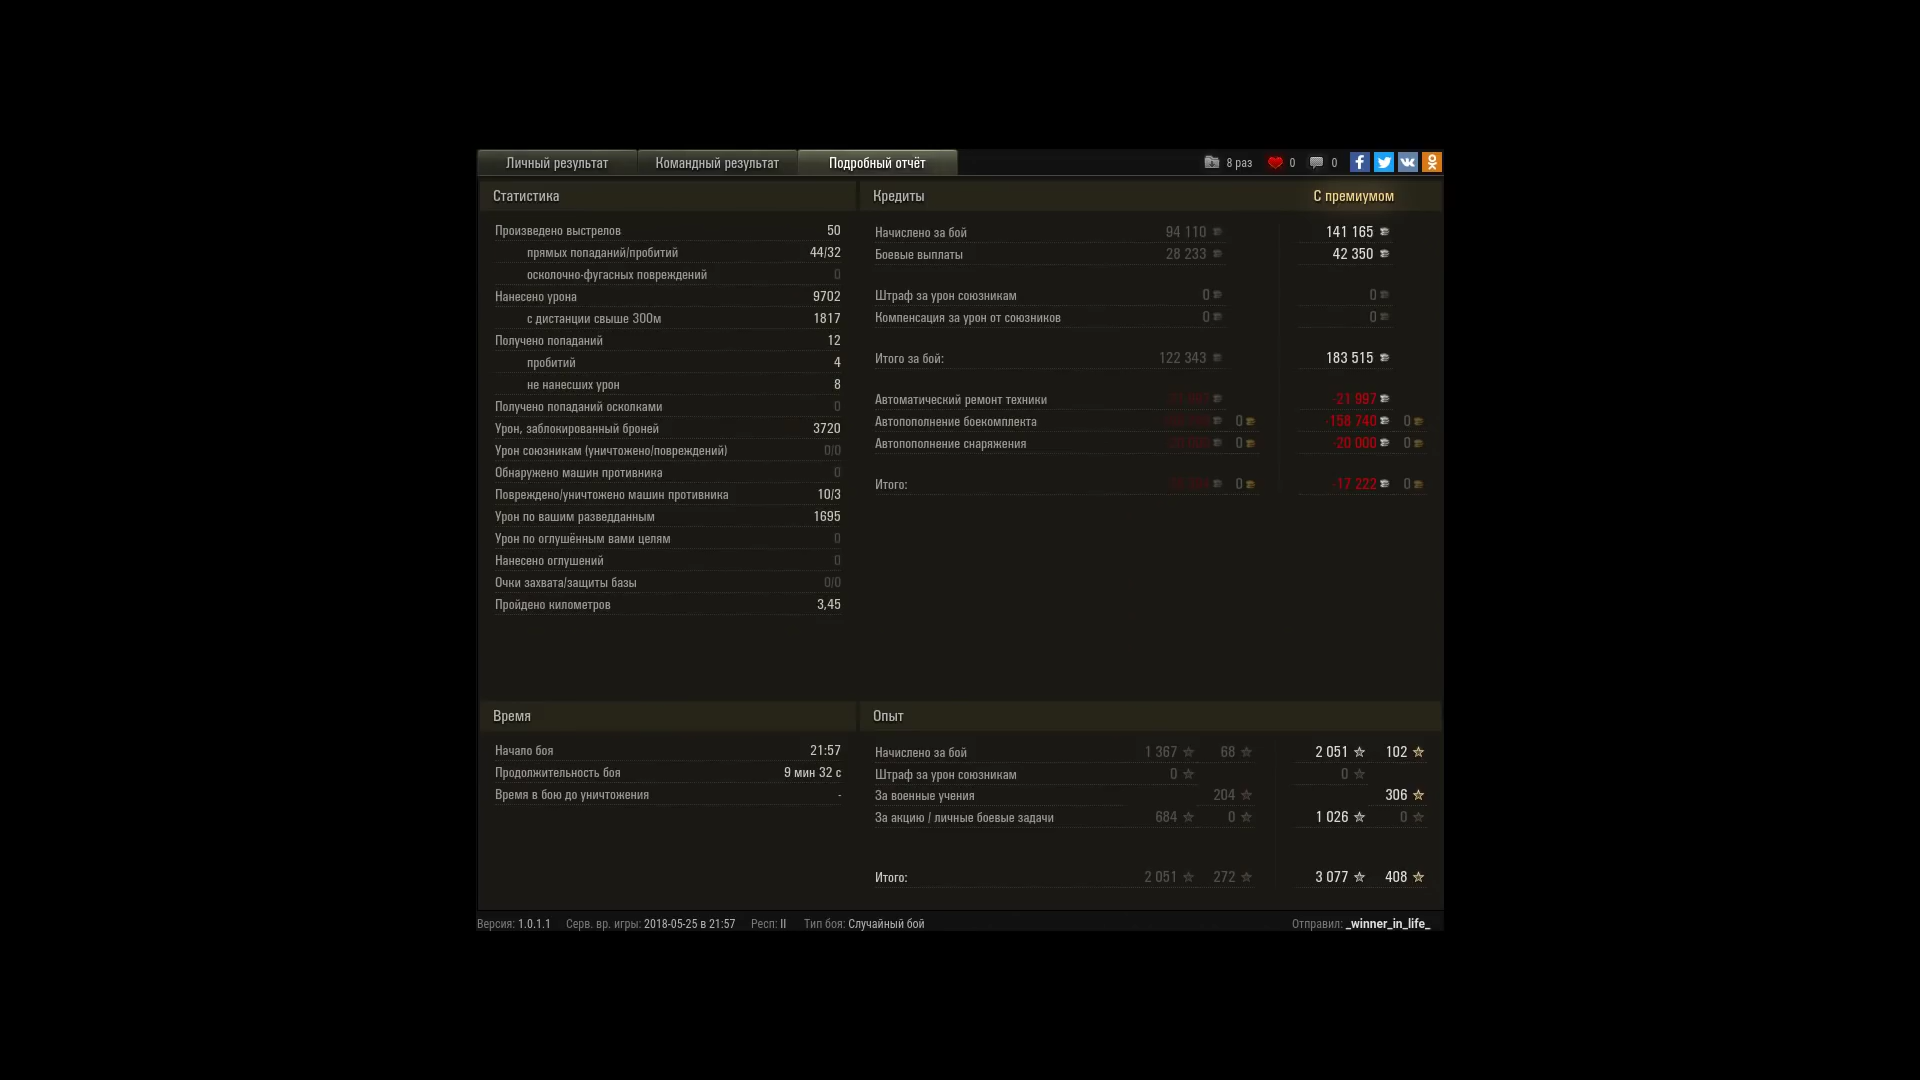 Личный результат Командный результат Подробный отчёт 8 раз 0 0
Статистика
Произведено выстрелов 50
прямых попаданий/пробитий 44/32
осколочно-фугасных повреждений 0
Нанесено урона 9702
с дистанции свыше 300м 1817
Получено попаданий 12
пробитий 4
не нанесших урон 8
Получено попаданий осколками 0
Урон, заблокированный броней 3720
Урон союзникам (уничтожено/повреждений) 0/0
Обнаружено машин противника 0
Повреждено/уничтожено машин противника 10/3
Урон по вашим разведданным 1695
Урон по оглушённым вами целям 0
Нанесено оглушений 0
Очки захвата/защиты базы 0/0
Пройдено километров 3,45
Кредиты С премиумом
Начислено за бой 94 110 141 165
Боевые выплаты 28 233 42 350
Штраф за урон союзникам 0 0
Компенсация за урон от союзников 0 0
Итого за бой: 122 343 183 515
Автоматический ремонт техники -21 997
Автопополнение боекомплекта 0 -158 740 0
Автопополнение снаряжения 0 -20 000 0
Итого: 0 -17 222 0
Время
Начало боя 21:57
Продолжительность боя 9 мин 32 с
Время в бою до уничтожения -
Опыт
Начислено за бой 1 367 68 2 051 102
Штраф за урон союзникам 0 0
За военные учения 204 306
За акцию / личные боевые задачи 684 0 1 026 0
Итого: 2 051 272 3 077 408
Версия: 1.0.1.1 Серв. вр. игры: 2018-05-25 в 21:57 Респ: II Тип боя: Случайный бой Отправил: _winner_in_life_